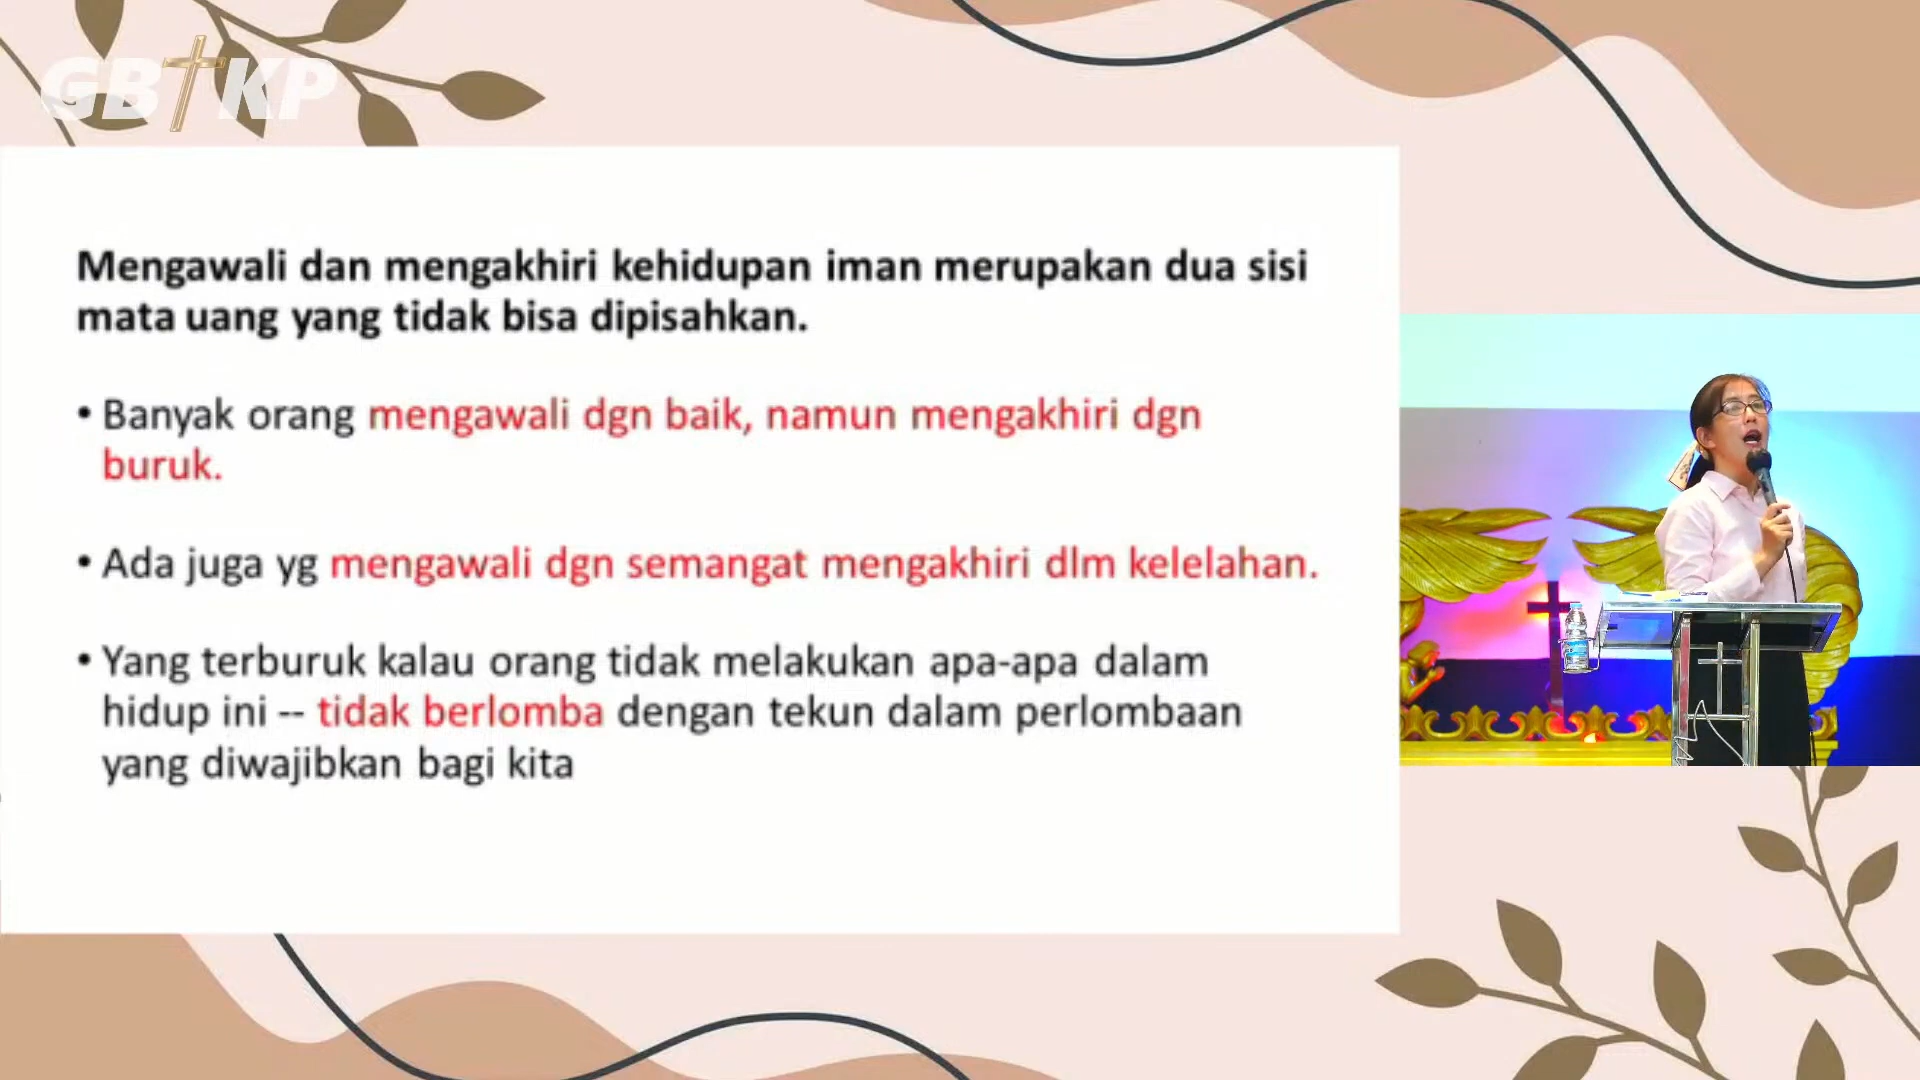 GB KP
Mengawali dan mengakhiri kehidupan iman merupakan dua sisi
mata uang yang tidak bisa dipisahkan.
• Banyak orang mengawali dgn baik, namun mengakhiri dgn
buruk.
• Ada juga yg mengawali dgn semangat mengakhiri dlm kelelahan.
• Yang terburuk kalau orang tidak melakukan apa-apa dalam
hidup ini -- tidak berlomba dengan tekun dalam perlombaan
yang diwajibkan bagi kita